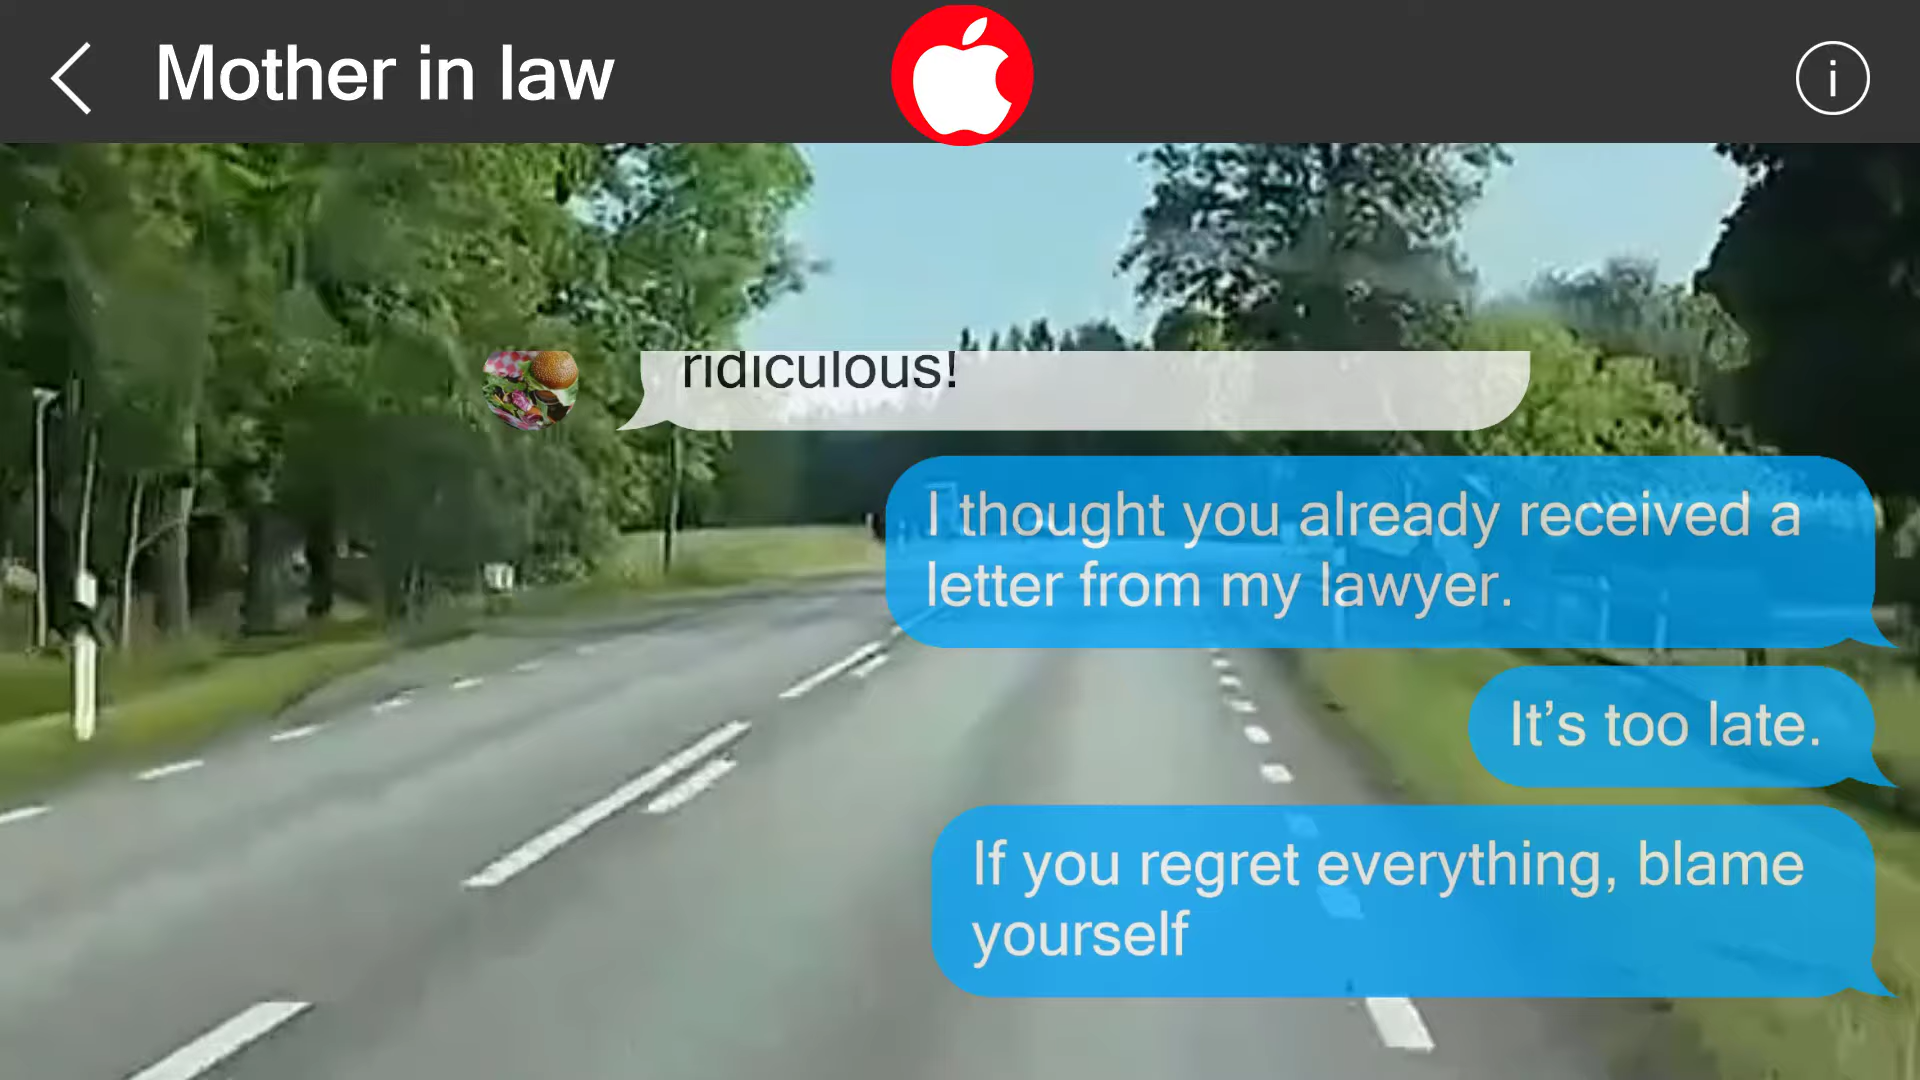 Mother in law
i
ridiculous!
I thought you already received a
letter from my lawyer.
It’s too late.
If you regret everything, blame
yourself